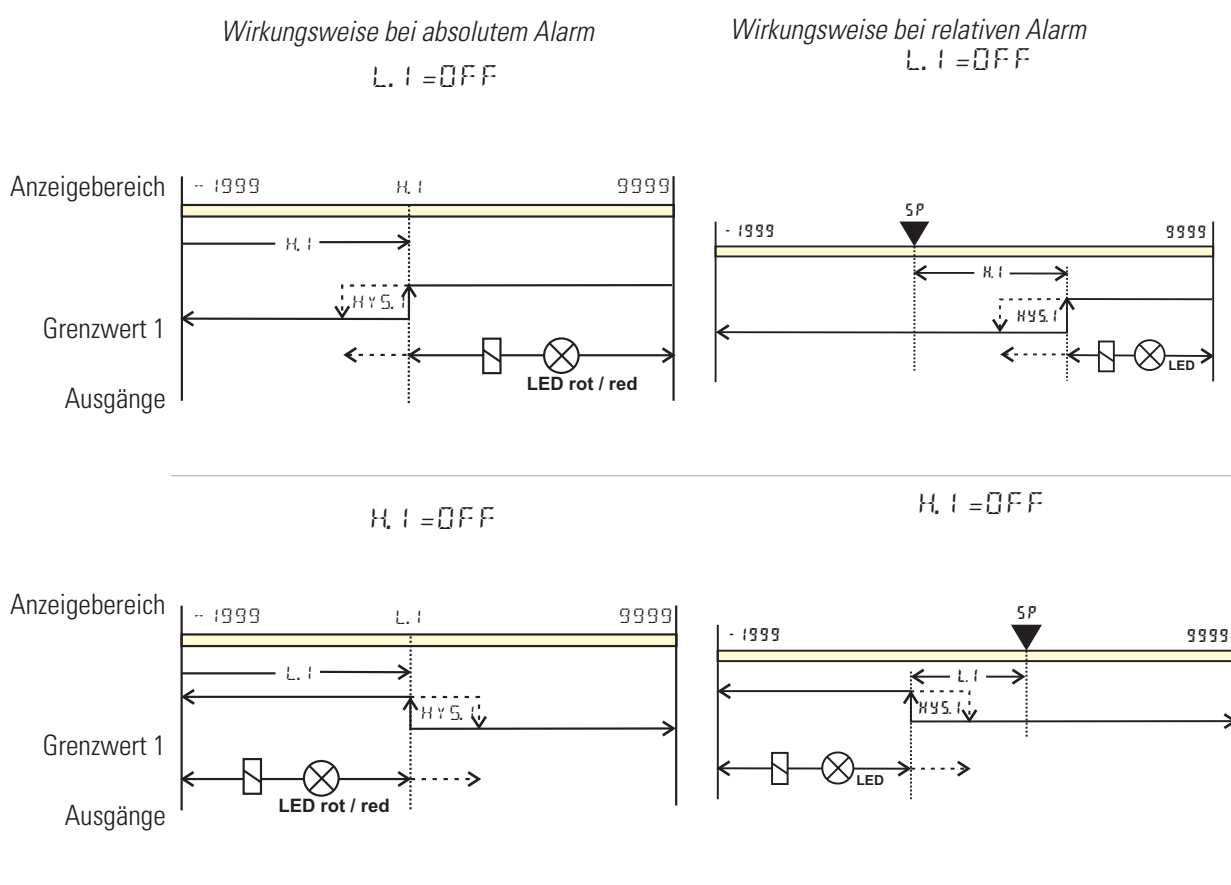 Wirkungsweise bei absolutem Alarm
L.1 =OFF
Wirkungsweise bei relativen Alarm
L.1 =OFF
Anzeigebereich
-1999
H.1
9999
H.1
HYS.1
Grenzwert 1
LED rot / red
Ausgänge
SP
-1999
9999
H.1
HYS.1
LED
H.1 =OFF
H.1 =OFF
Anzeigebereich
-1999
L.1
9999
L.1
HYS.1
Grenzwert 1
LED rot / red
Ausgänge
SP
-1999
9999
L.1
HYS.1
LED